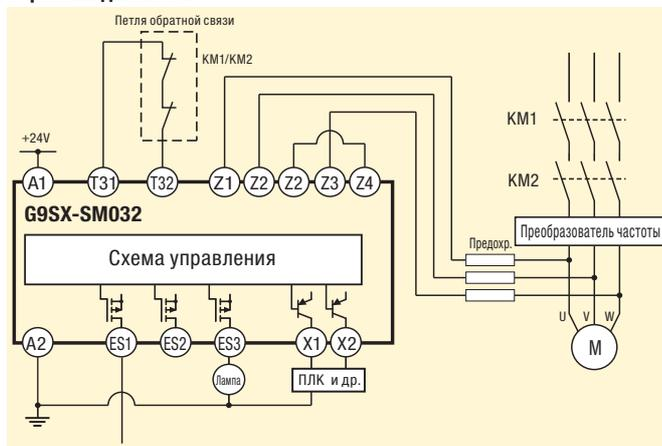 Петля обратной связи
KM1/KM2
+24V
KM1
KM2
A1
T31
T32
Z1
Z2
Z2
Z3
Z4
G9SX-SM032
Схема управления
Преобразователь частоты
Предохр.
U
V
W
M
A2
ES1
ES2
ES3
X1
X2
Лампа
ПЛК и др.